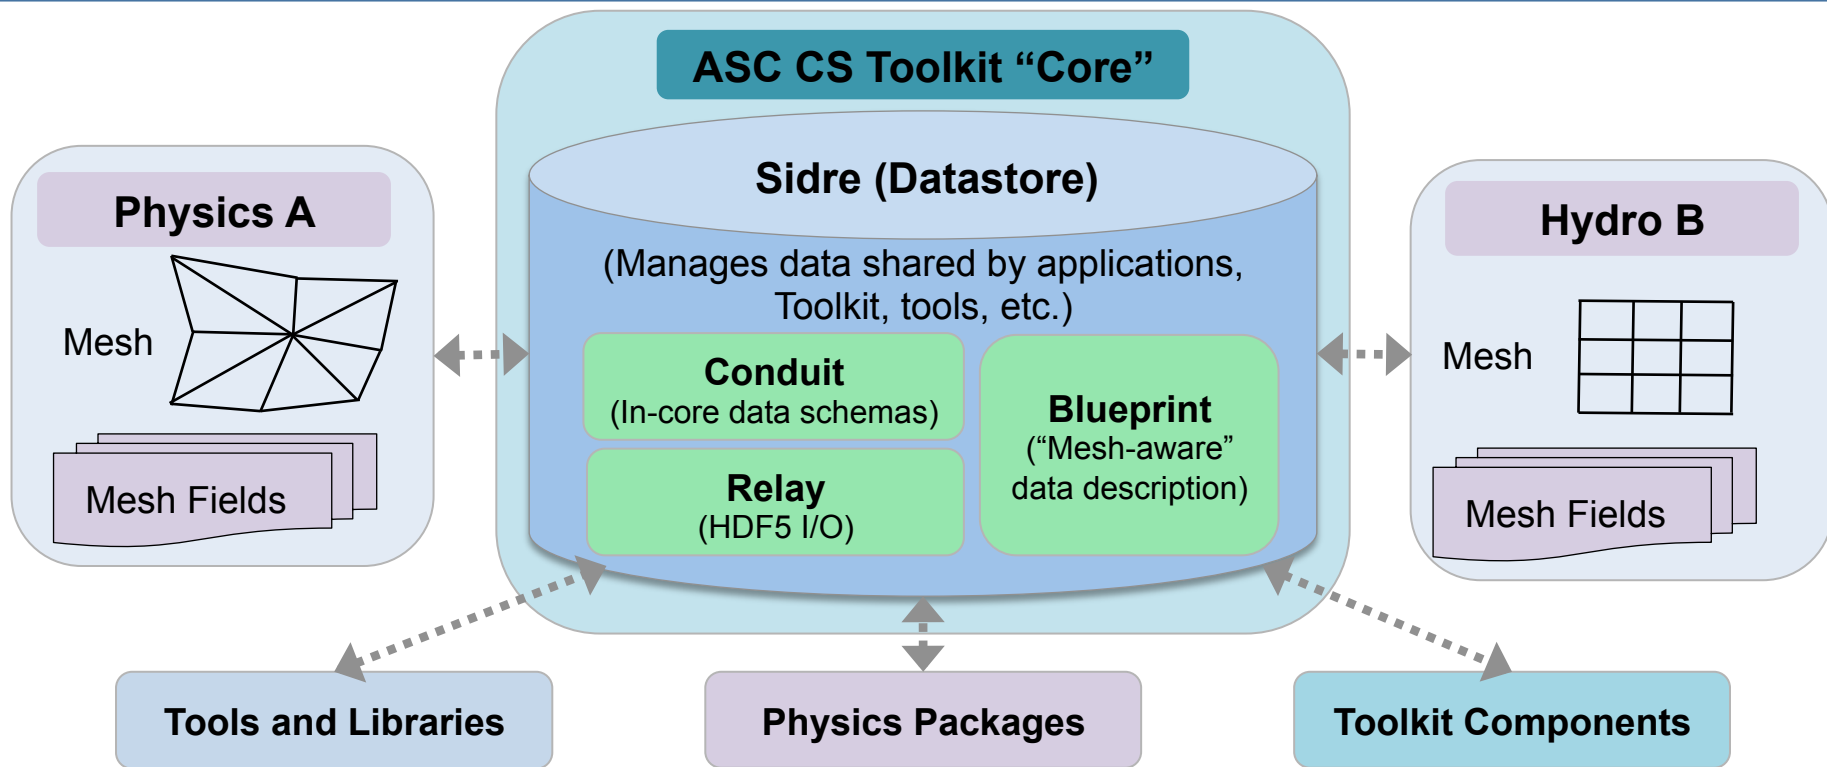 ASC CS Toolkit “Core”
Sidre (Datastore)
(Manages data shared by applications,
Toolkit, tools, etc.)
Physics A
Mesh
Mesh Fields
Conduit
(In-core data schemas)
Relay
(HDF5 I/O)
Blueprint
(“Mesh-aware”
data description)
Hydro B
Mesh
Mesh Fields
Tools and Libraries
Physics Packages
Toolkit Components